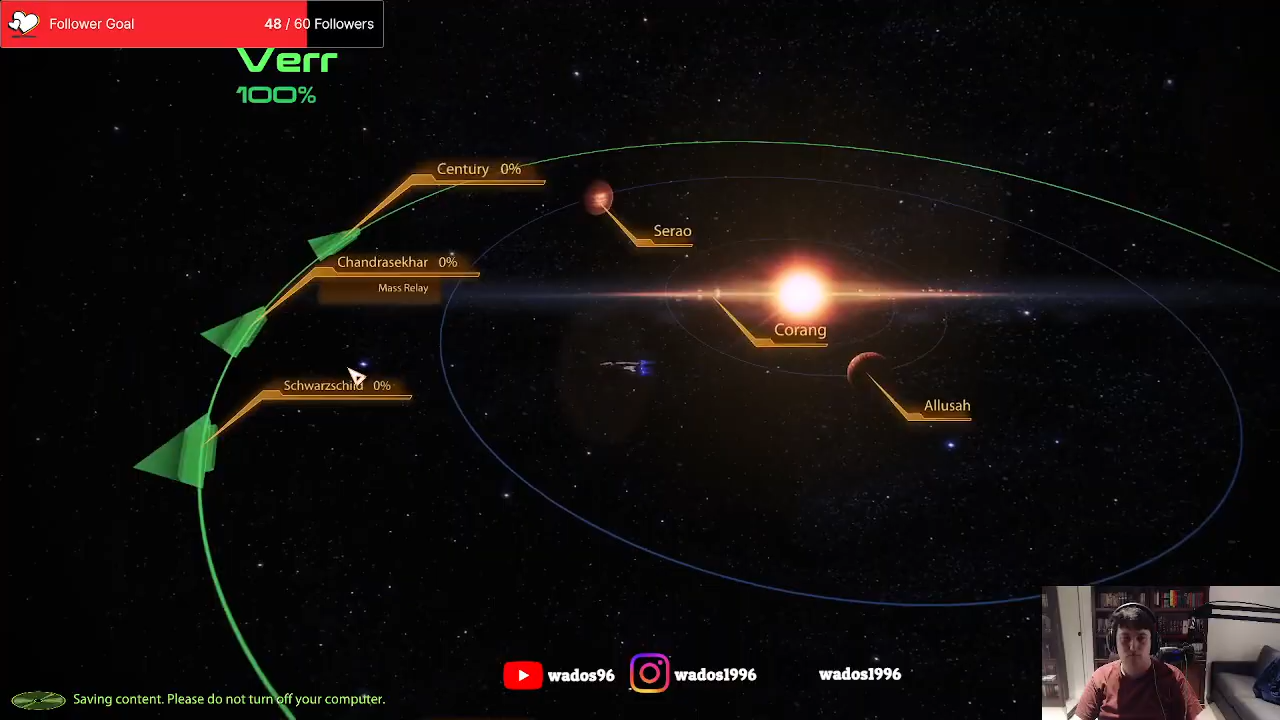 Follower Goal 48 / 60 Followers
Verr
100%
Century 0%
Serao
Chandrasekhar 0%
Mass Relay
Corang
Schwarzschild 0%
Allusah
wados96 wados1996 wados1996
Saving content. Please do not turn off your computer.